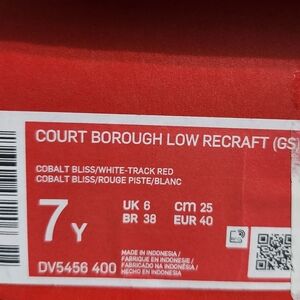 COURT BOROUGH LOW RECRAFT (GS)
COBALT BLISS/WHITE-TRACK RED
COBALT BLISS/ROUGE PISTE/BLANC
7 Y
UK 6 CM 25
BR 38 EUR 40
MADE IN INDONESIA /
FABRIQUÉ EN INDONÉSIE /
FABRICADO NA INDONÉSIA /
HECHO EN INDONESIA
DV5456 400